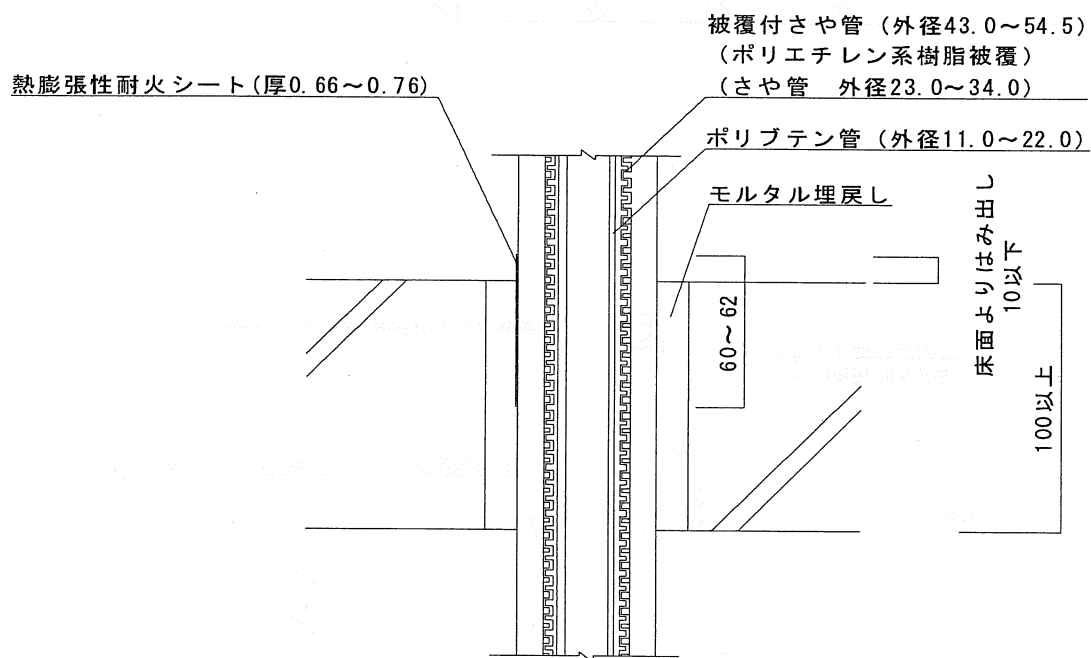 被覆付さや管（外径43.0～54.5）
（ポリエチレン系樹脂被覆）
（さや管　外径23.0～34.0）
熱膨張性耐火シート(厚0.66～0.76)
ポリブテン管（外径11.0～22.0）
モルタル埋戻し
床面よりはみ出し
10以下
60～62
100以上